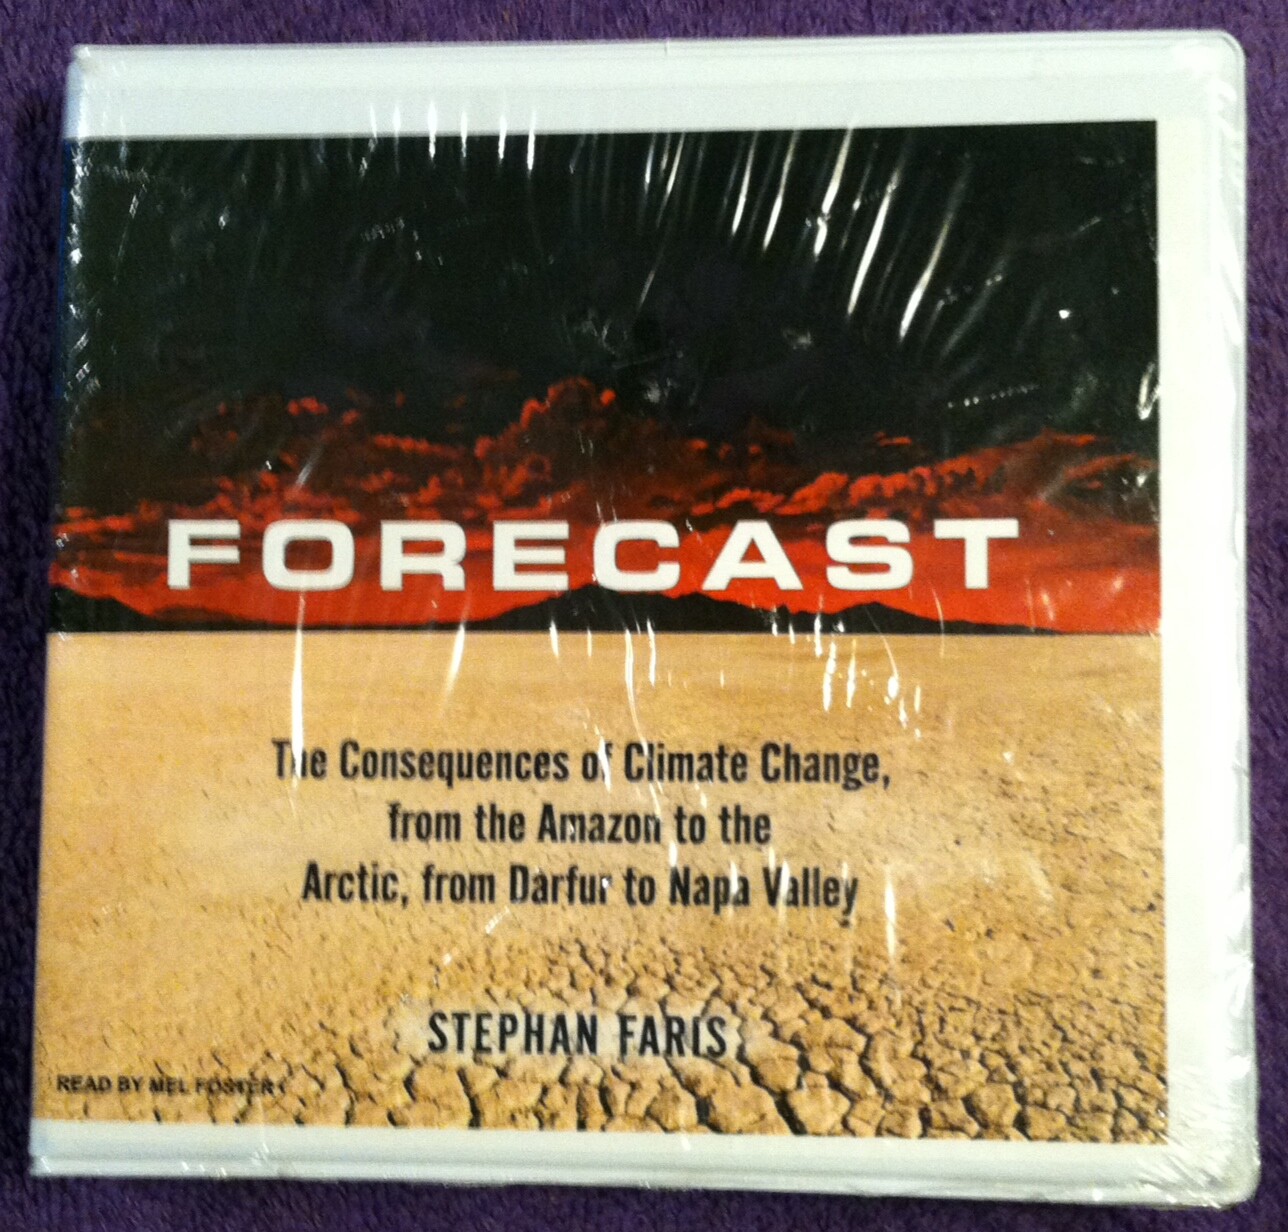 FORECAST
The Consequences of Climate Change,
from the Amazon to the
Arctic, from Darfur to Napa Valley
STEPHAN FARIS
READ BY MEL FOSTER